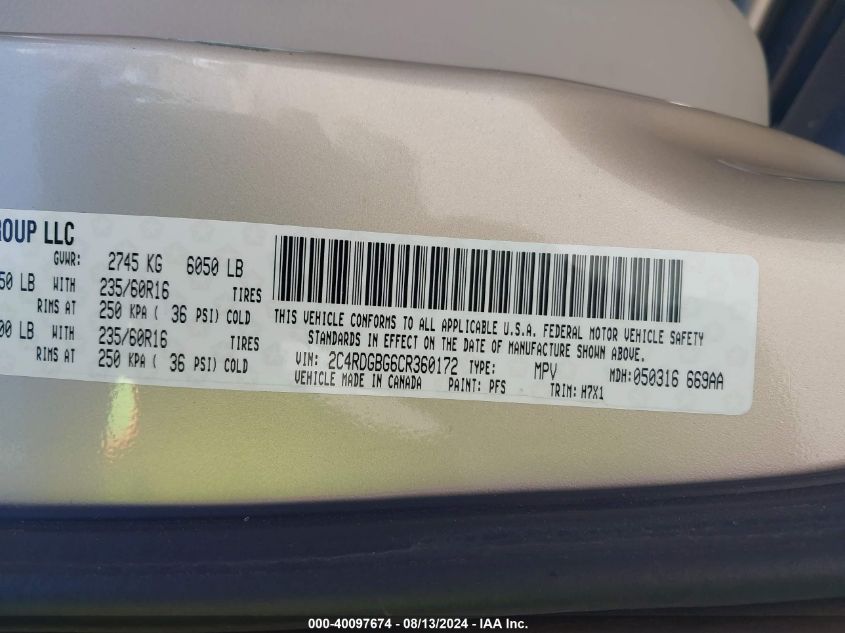 ROUP LLC
GVWR: 2745 KG 6050 LB
50 LB WITH 235/60R16 TIRES
RIMS AT 250 KPA ( 36 PSI) COLD
00 LB WITH 235/60R16 TIRES
RIMS AT 250 KPA ( 36 PSI) COLD
THIS VEHICLE CONFORMS TO ALL APPLICABLE U.S.A. FEDERAL MOTOR VEHICLE SAFETY
STANDARDS IN EFFECT ON THE DATE OF MANUFACTURE SHOWN ABOVE.
VIN: 2C4RDGBG6CR360172 TYPE: MPV MDH:050316 669AA
VEHICLE MADE IN CANADA PAINT: PFS TRIM: H7X1
000-40097674 - 08/13/2024 - IAA Inc.